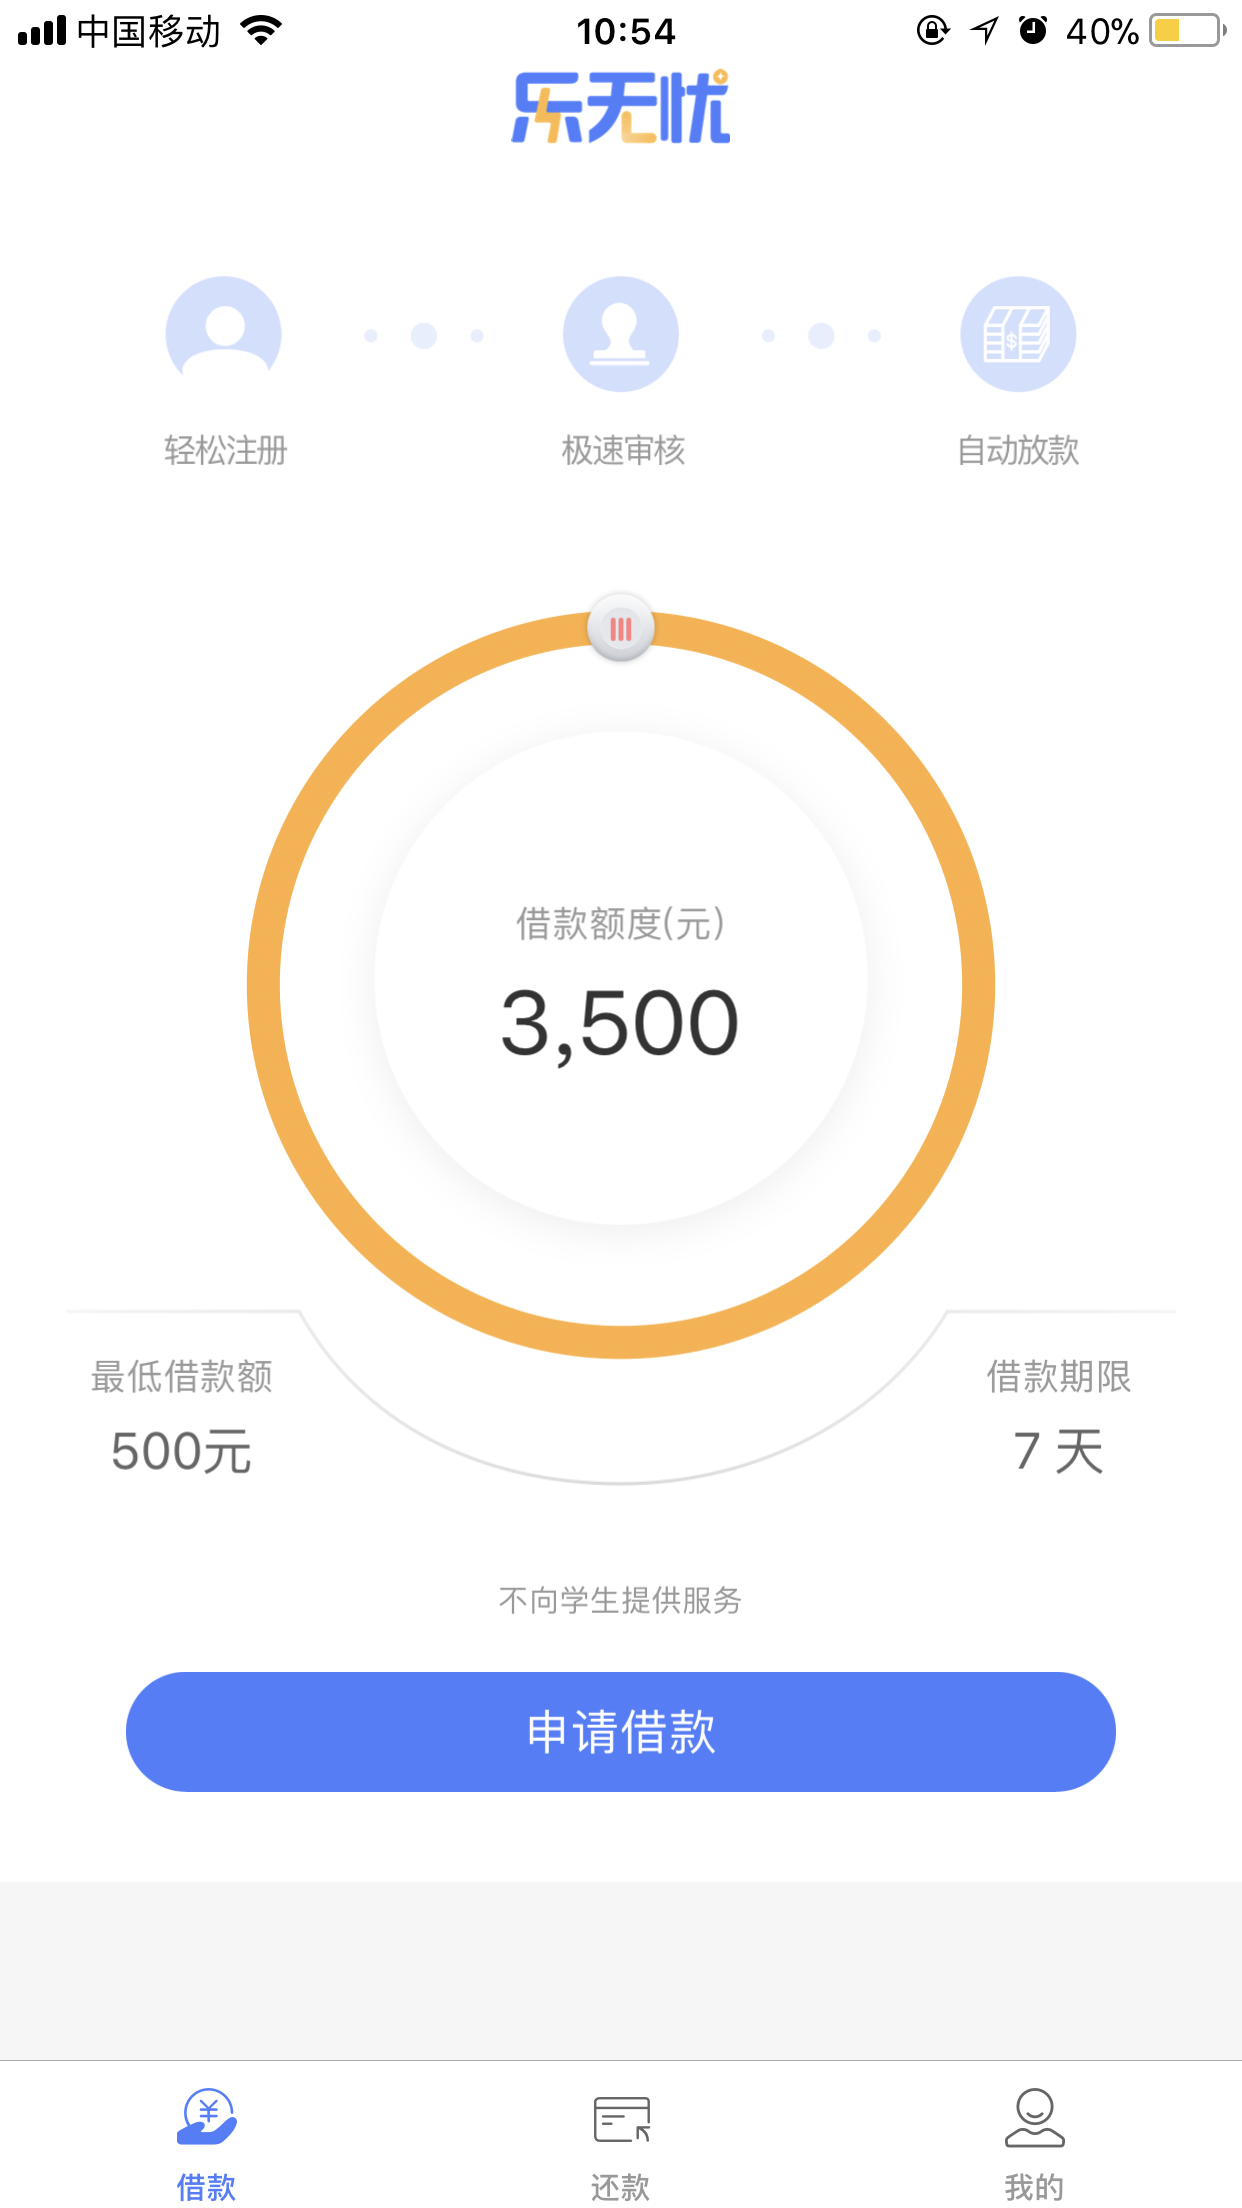 中国移动 10:54 40%
乐无忧
轻松注册 极速审核 自动放款
借款额度(元)
3,500
最低借款额 借款期限
500元 7 天
不向学生提供服务
申请借款
借款 还款 我的